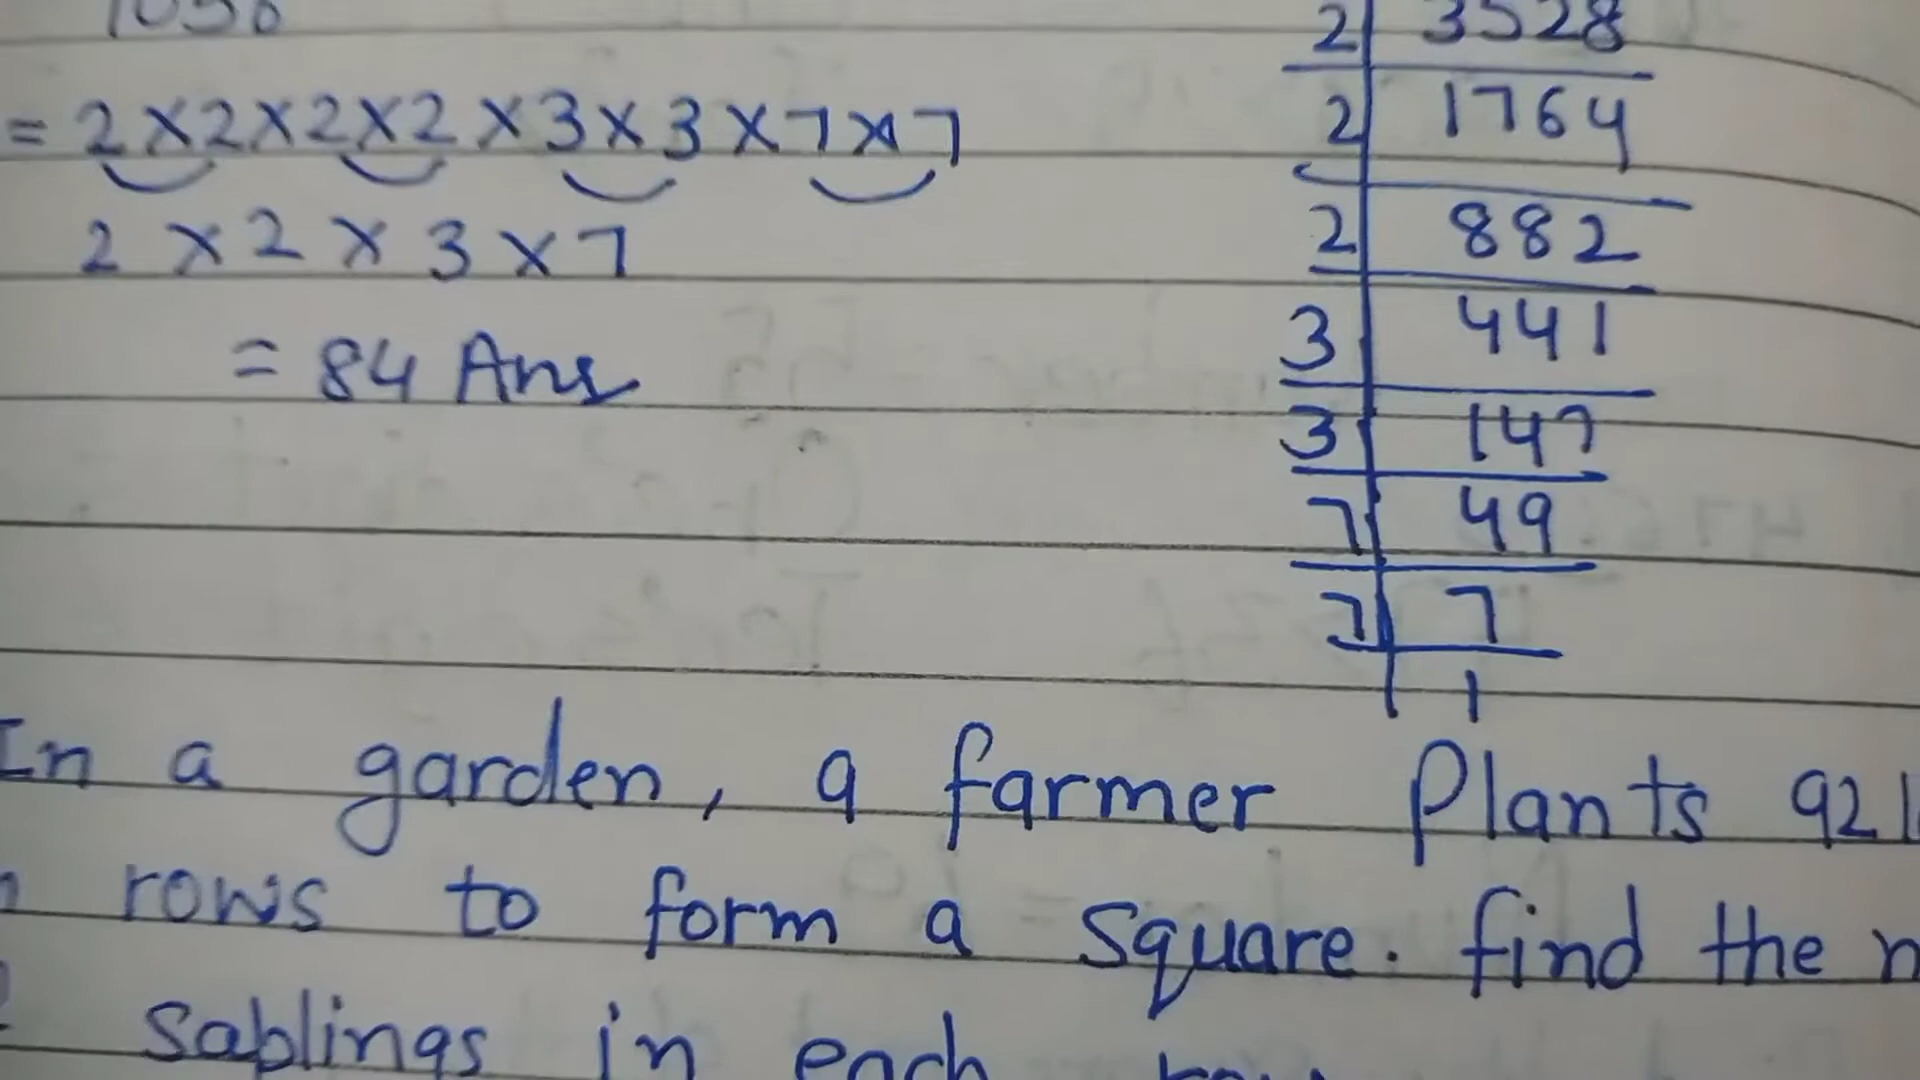 = 2×2×2×2×3×3×7×7
2 × 2 × 3 × 7
= 84 Ans
2 | 3528
2 | 1764
2 | 882
3 | 441
3 | 147
7 | 49
7 | 7
1
In a garden, a farmer Plants 921
rows to form a square. find the
sablings in each